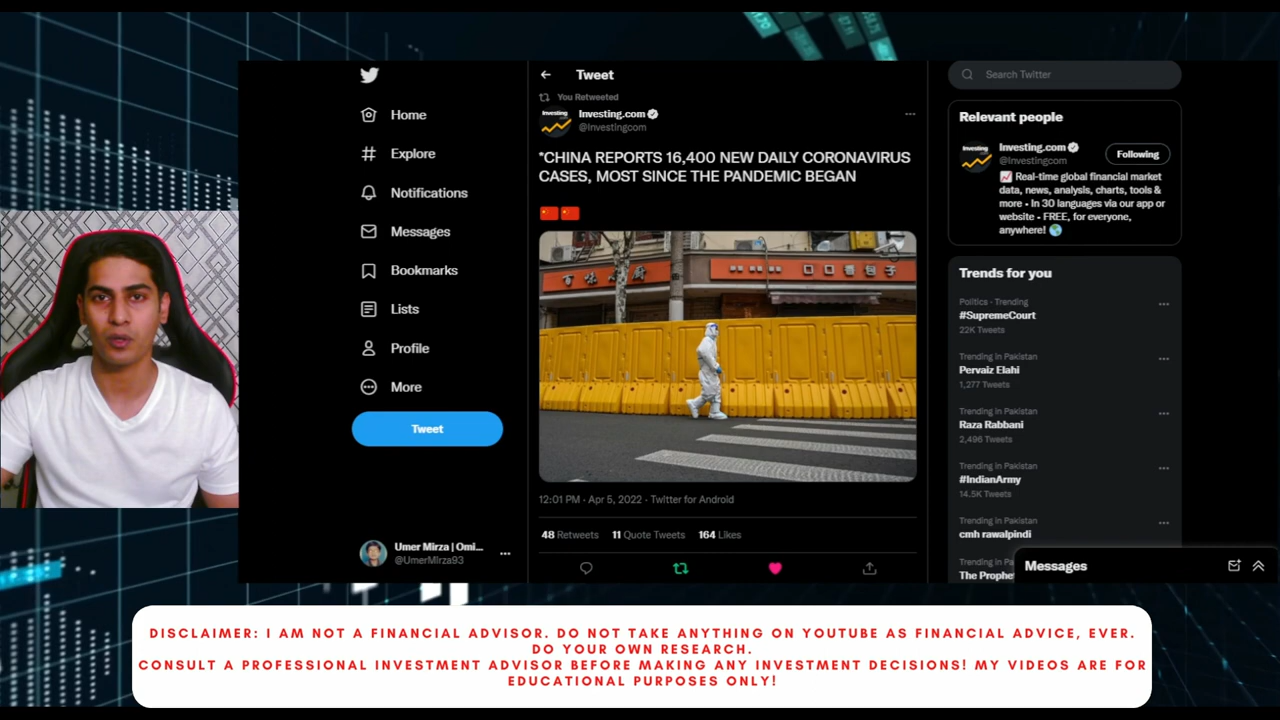 Home
Explore
Notifications
Messages
Bookmarks
Lists
Profile
More
Tweet
Umer Mirza | Omi...
@UmerMIrza93
Tweet
You Retweeted
Investing.com
@Investingcom
*CHINA REPORTS 16,400 NEW DAILY CORONAVIRUS
CASES, MOST SINCE THE PANDEMIC BEGAN
12:01 PM · Apr 5, 2022 · Twitter for Android
48 Retweets 11 Quote Tweets 164 Likes
Search Twitter
Relevant people
Investing.com
@Investingcom
Following
Real-time global financial market
data, news, analysis, charts, tools &
more • In 30 languages via our app or
website • FREE, for everyone,
anywhere!
Trends for you
Politics · Trending
#SupremeCourt
22K Tweets
Trending in Pakistan
Pervaiz Elahi
1,277 Tweets
Trending in Pakistan
Raza Rabbani
2,496 Tweets
Trending in Pakistan
#IndianArmy
14.5K Tweets
Trending in Pakistan
cmh rawalpindi
Trending in Pa
The Prophe
Messages
DISCLAIMER: I AM NOT A FINANCIAL ADVISOR. DO NOT TAKE ANYTHING ON YOUTUBE AS FINANCIAL ADVICE, EVER.
DO YOUR OWN RESEARCH.
CONSULT A PROFESSIONAL INVESTMENT ADVISOR BEFORE MAKING ANY INVESTMENT DECISIONS! MY VIDEOS ARE FOR
EDUCATIONAL PURPOSES ONLY!